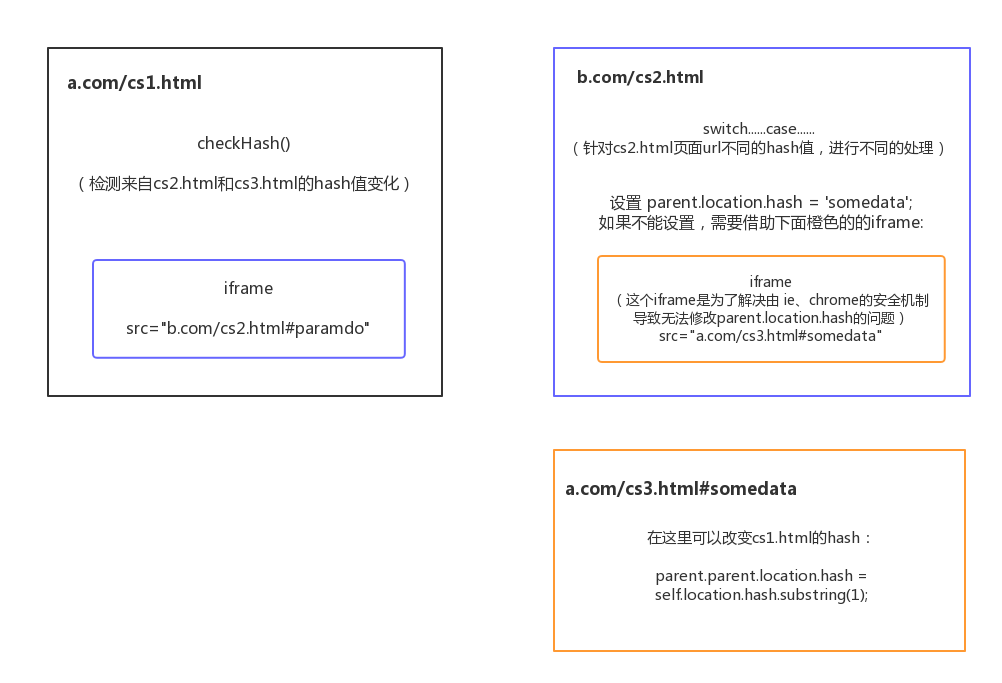 a.com/cs1.html
checkHash()
（检测来自cs2.html和cs3.html的hash值变化）
iframe
src="b.com/cs2.html#paramdo"
b.com/cs2.html
switch......case......
（针对cs2.html页面url不同的hash值，进行不同的处理）
设置 parent.location.hash = 'somedata';
如果不能设置，需要借助下面橙色的的iframe:
iframe
（这个iframe是为了解决由 ie、chrome的安全机制
导致无法修改parent.location.hash的问题）
src="a.com/cs3.html#somedata"
a.com/cs3.html#somedata
在这里可以改变cs1.html的hash：
parent.parent.location.hash =
self.location.hash.substring(1);